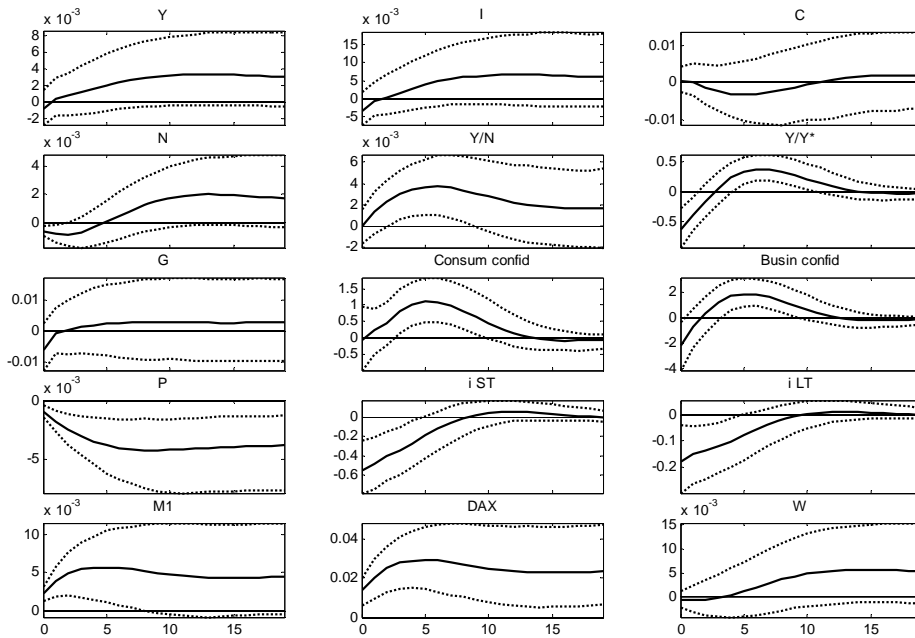 x 10⁻³ Y x 10⁻³ I C
8 6 4 2 0 -2
15 10 5 0 -5
0.01 0 -0.01
x 10⁻³ N x 10⁻³ Y/N Y/Y*
4 2 0
6 4 2 0 -2
0.5 0 -0.5
G Consum confid Busin confid
0.01 0 -0.01
1.5 1 0.5 0 -0.5
2 0 -2 -4
x 10⁻³ P i ST i LT
0 -5
0 -0.2 -0.4 -0.6
0 -0.1 -0.2
x 10⁻³ M1 DAX x 10⁻³ W
10 5 0
0.04 0.02 0
15 10 5 0 -5
0 5 10 15 0 5 10 15 0 5 10 15